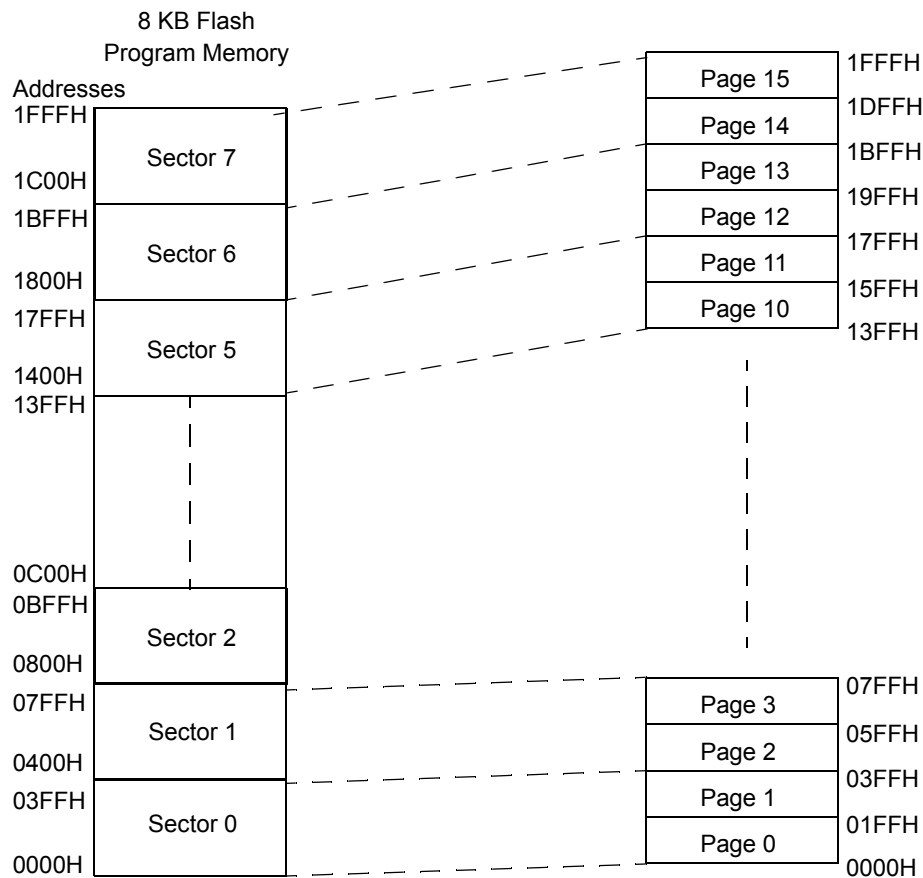 8 KB Flash
Program Memory
Addresses
1FFFH
Sector 7
1C00H
1BFFH
Sector 6
1800H
17FFH
Sector 5
1400H
13FFH
0C00H
0BFFH
Sector 2
0800H
07FFH
Sector 1
0400H
03FFH
Sector 0
0000H
1FFFH
Page 15
1DFFH
Page 14
1BFFH
Page 13
19FFH
Page 12
17FFH
Page 11
15FFH
Page 10
13FFH
07FFH
Page 3
05FFH
Page 2
03FFH
Page 1
01FFH
Page 0
0000H